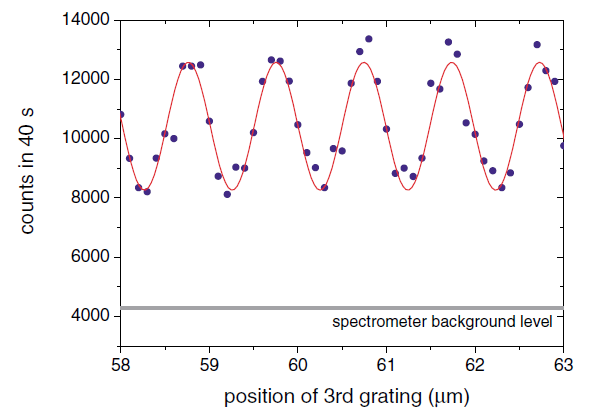 14000
12000
10000
8000
6000
4000
counts in 40 s
spectrometer background level
58 59 60 61 62 63
position of 3rd grating (μm)